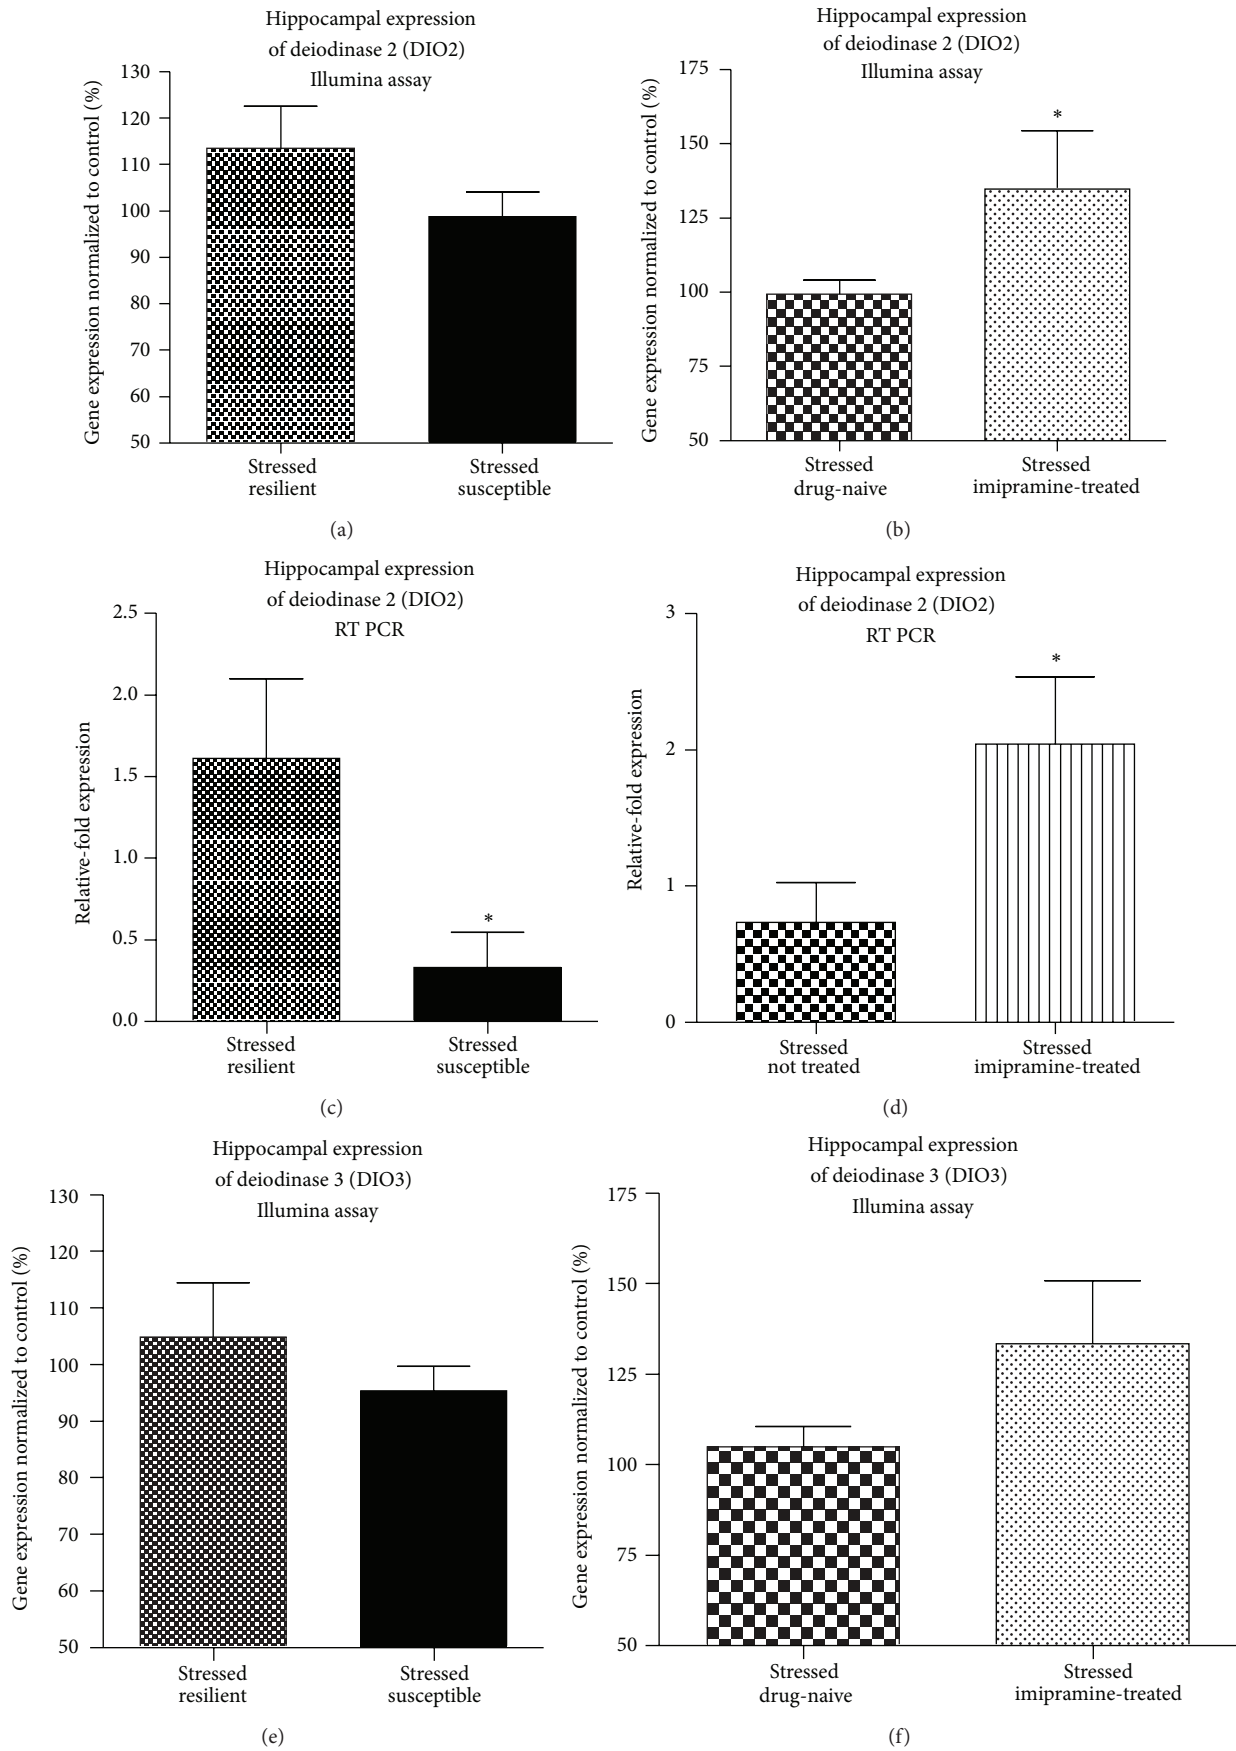 Hippocampal expression
of deiodinase 2 (DIO2)
Illumina assay
Gene expression normalized to control (%)
130
120
110
100
90
80
70
60
50
Stressed
resilient
Stressed
susceptible
(a)
Hippocampal expression
of deiodinase 2 (DIO2)
Illumina assay
Gene expression normalized to control (%)
175
150
125
100
75
50
*
Stressed
drug-naive
Stressed
imipramine-treated
(b)
Hippocampal expression
of deiodinase 2 (DIO2)
RT PCR
Relative-fold expression
2.5
2.0
1.5
1.0
0.5
0.0
*
Stressed
resilient
Stressed
susceptible
(c)
Hippocampal expression
of deiodinase 2 (DIO2)
RT PCR
Relative-fold expression
3
2
1
0
*
Stressed
not treated
Stressed
imipramine-treated
(d)
Hippocampal expression
of deiodinase 3 (DIO3)
Illumina assay
Gene expression normalized to control (%)
130
120
110
100
90
80
70
60
50
Stressed
resilient
Stressed
susceptible
(e)
Hippocampal expression
of deiodinase 3 (DIO3)
Illumina assay
Gene expression normalized to control (%)
175
150
125
100
75
50
Stressed
drug-naive
Stressed
imipramine-treated
(f)